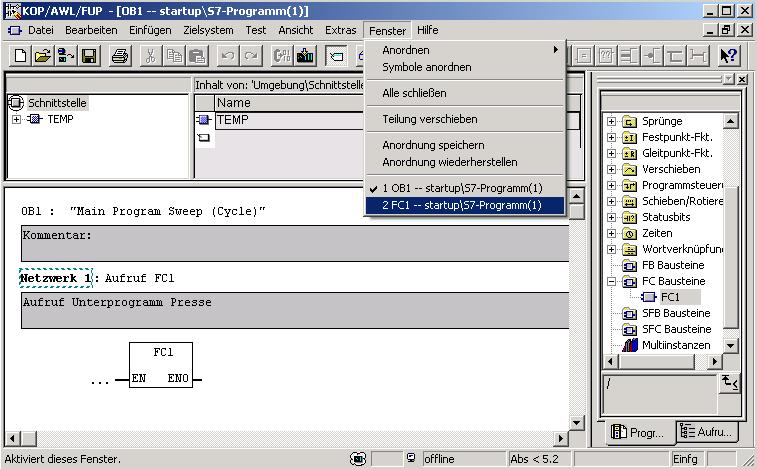 KOP/AWL/FUP - [OB1 -- startup\S7-Programm(1)]
Datei Bearbeiten Einfügen Zielsystem Test Ansicht Extras Fenster Hilfe
Anordnen
Symbole anordnen
Alle schließen
Teilung verschieben
Anordnung speichern
Anordnung wiederherstellen
1 OB1 -- startup\S7-Programm(1)
2 FC1 -- startup\S7-Programm(1)
Schnittstelle
TEMP
Inhalt von: 'Umgebung\Schnittstelle
Name
TEMP
OB1 : "Main Program Sweep (Cycle)"
Kommentar:
Netzwerk 1: Aufruf FC1
Aufruf Unterprogramm Presse
FC1
... EN ENO
Sprünge
Festpunkt-Fkt.
Gleitpunkt-Fkt.
Verschieben
Programmsteuer
Schieben/Rotiere
Statusbits
Zeiten
Wortverknüpfun
FB Bausteine
FC Bausteine
FC1
SFB Bausteine
SFC Bausteine
Multiinstanzen
/
Progr... Aufru...
Aktiviert dieses Fenster. offline Abs < 5.2 Einfg